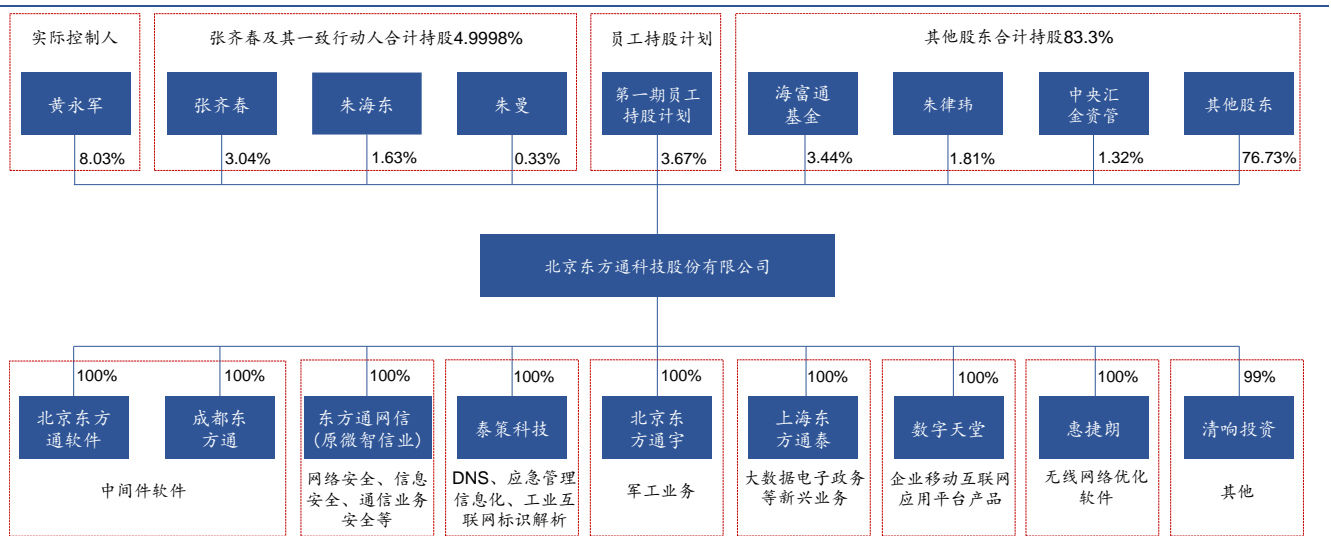 实际控制人
张齐春及其一致行动人合计持股4.9998%
员工持股计划
其他股东合计持股83.3%
黄永军
张齐春
朱海东
朱曼
第一期员工
持股计划
海富通
基金
朱律玮
中央汇
金资管
其他股东
8.03%
3.04%
1.63%
0.33%
3.67%
3.44%
1.81%
1.32%
76.73%
北京东方通科技股份有限公司
100%
100%
100%
100%
100%
100%
100%
100%
99%
北京东方
通软件
成都东
方通
东方通网信
(原微智信业)
泰策科技
北京东
方通宇
上海东
方通泰
数字天堂
惠捷朗
清响投资
中间件软件
网络安全、信息
安全、通信业务
安全等
DNS、应急管理
信息化、工业互
联网标识解析
军工业务
大数据电子政务
等新兴业务
企业移动互联网
应用平台产品
无线网络优化
软件
其他